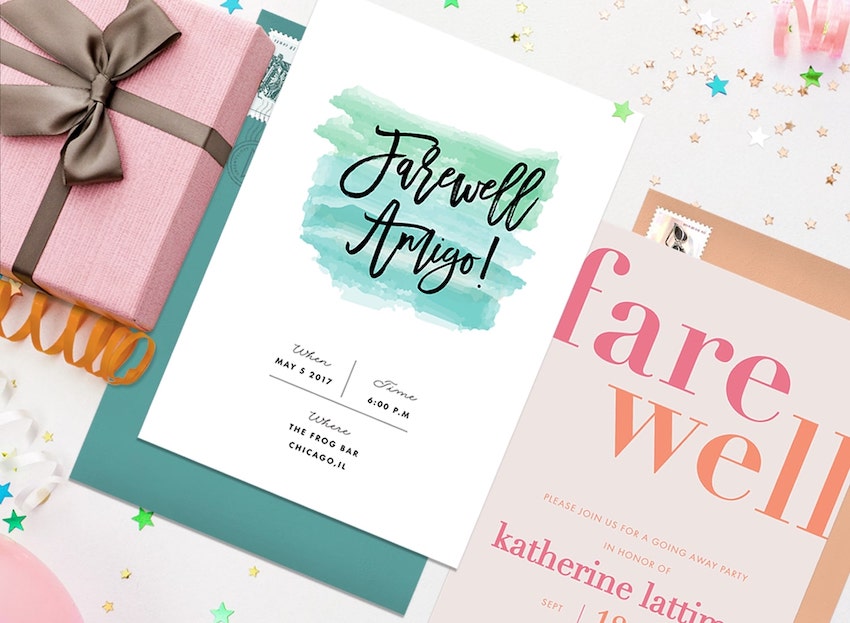 Farewell
Amigo!
When
MAY 5 2017
Time
6:00 P.M
Where
THE FROG BAR
CHICAGO,IL
fare
well
PLEASE JOIN US FOR A GOING AWAY PARTY
IN HONOR OF
katherine lattim
SEPT